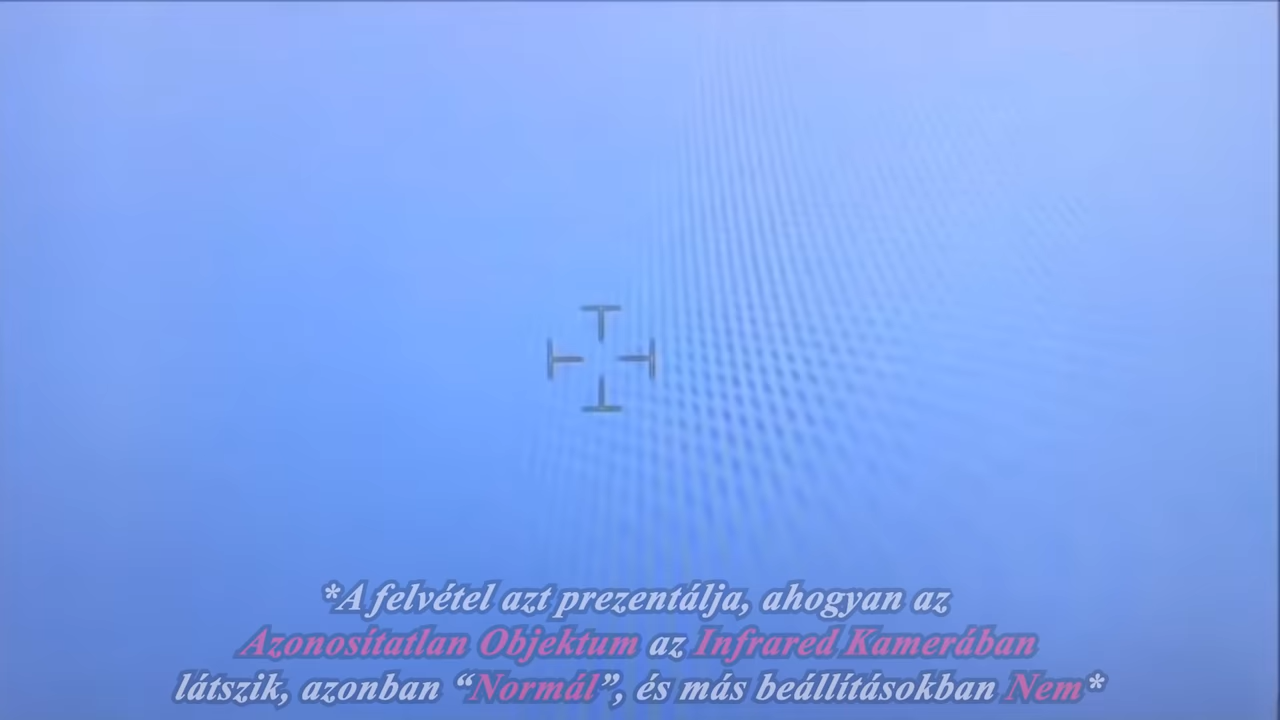 *A felvétel azt prezentálja, ahogyan az
Azonosítatlan Objektum az Infrared Kamerában
látszik, azonban “Normál”, és más beállításokban Nem*